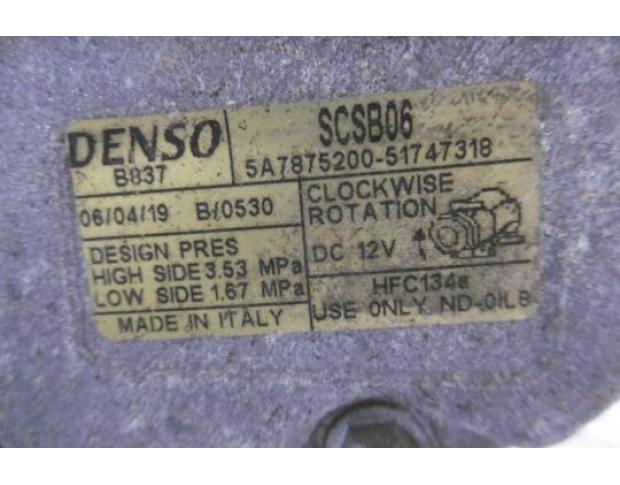 DENSO
B837
SCSB06
5A7875200-51747318
06/04/19 B/0530
CLOCKWISE
ROTATION
DC 12V
DESIGN PRES
HIGH SIDE 3.53 MPa
LOW SIDE 1.67 MPa
HFC134a
USE ONLY ND-OIL8
MADE IN ITALY